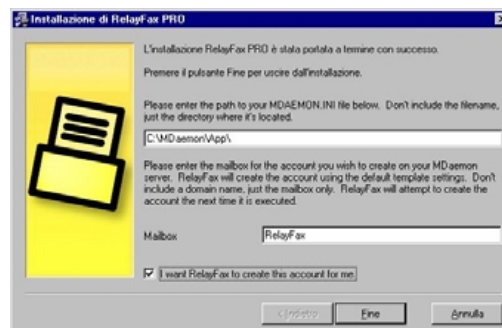 Installazione di RelayFax PRO
L'installazione RelayFax PRO è stata portata a termine con successo.
Premere il pulsante Fine per uscire dall'installazione.
Please enter the path to your MDAEMON.INI file below. Don't include the filename,
just the directory where it's located.
C:\MDaemon\App\
Please enter the mailbox for the account you wish to create on your MDaemon
server. RelayFax will create the account using the default template settings. Don't
include a domain name, just the mailbox only. RelayFax will attempt to create the
account the next time it is executed.
Mailbox
RelayFax
I want RelayFax to create this account for me.
< Indietro
Fine
Annulla